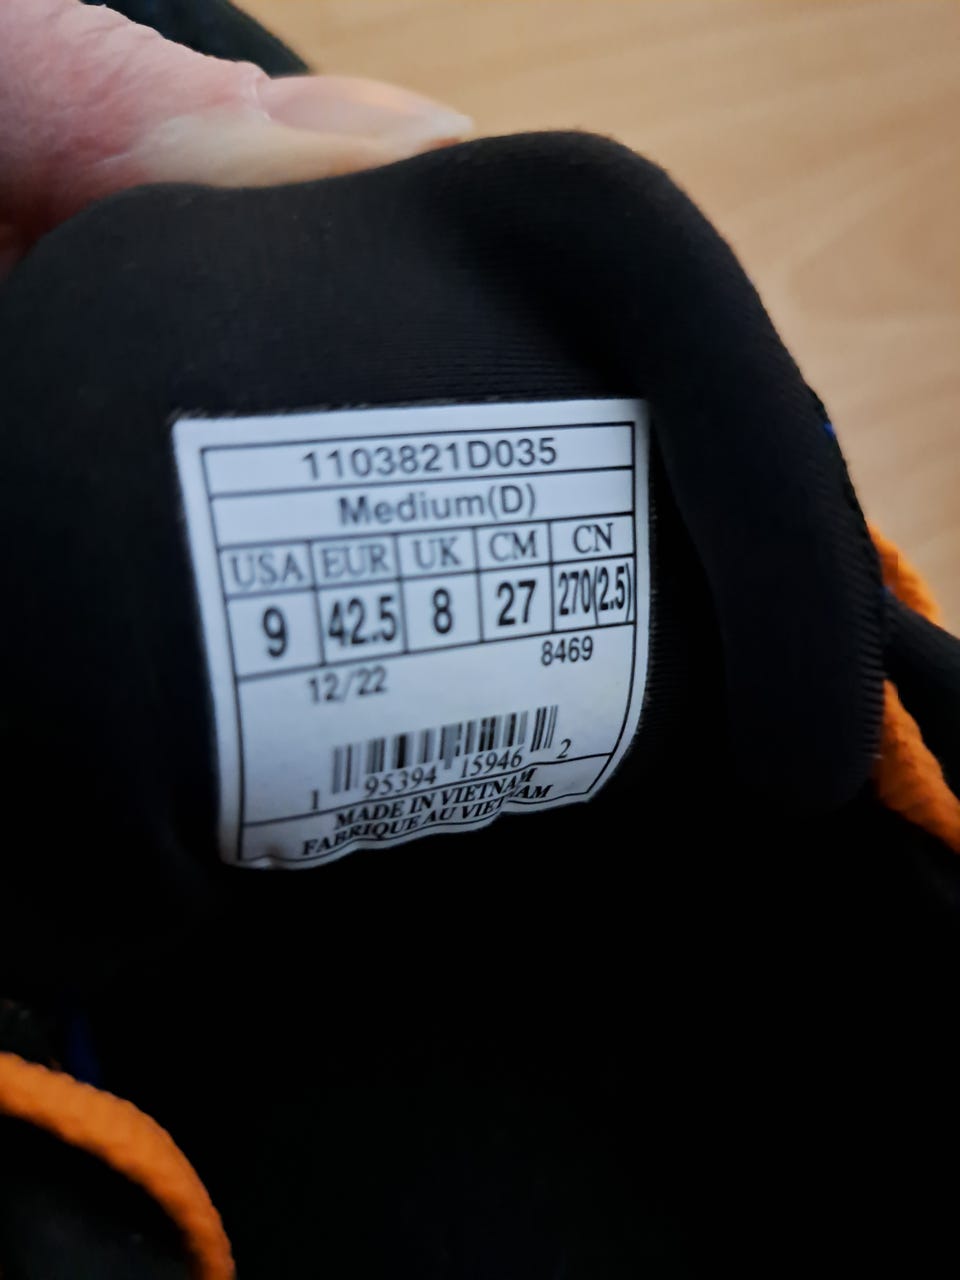 1103821D035
Medium(D)
USA EUR UK CM CN
9 42.5 8 27 270(2.5)
12/22 8469
1 95394 15946 2
MADE IN VIETNAM
FABRIQUE AU VIETNAM